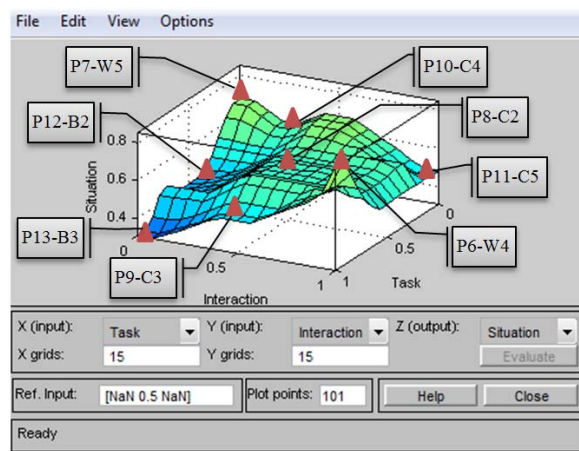 File Edit View Options
P7-W5
P10-C4
P12-B2
P8-C2
P11-C5
P13-B3
P9-C3
P6-W4
0.8
0.6
0.4
Situation
0
0.5
1
Interaction
1
0.5
0
Task
X (input): Task Y (input): Interaction Z (output): Situation
X grids: 15 Y grids: 15 Evaluate
Ref. Input: [NaN 0.5 NaN] Plot points: 101 Help Close
Ready